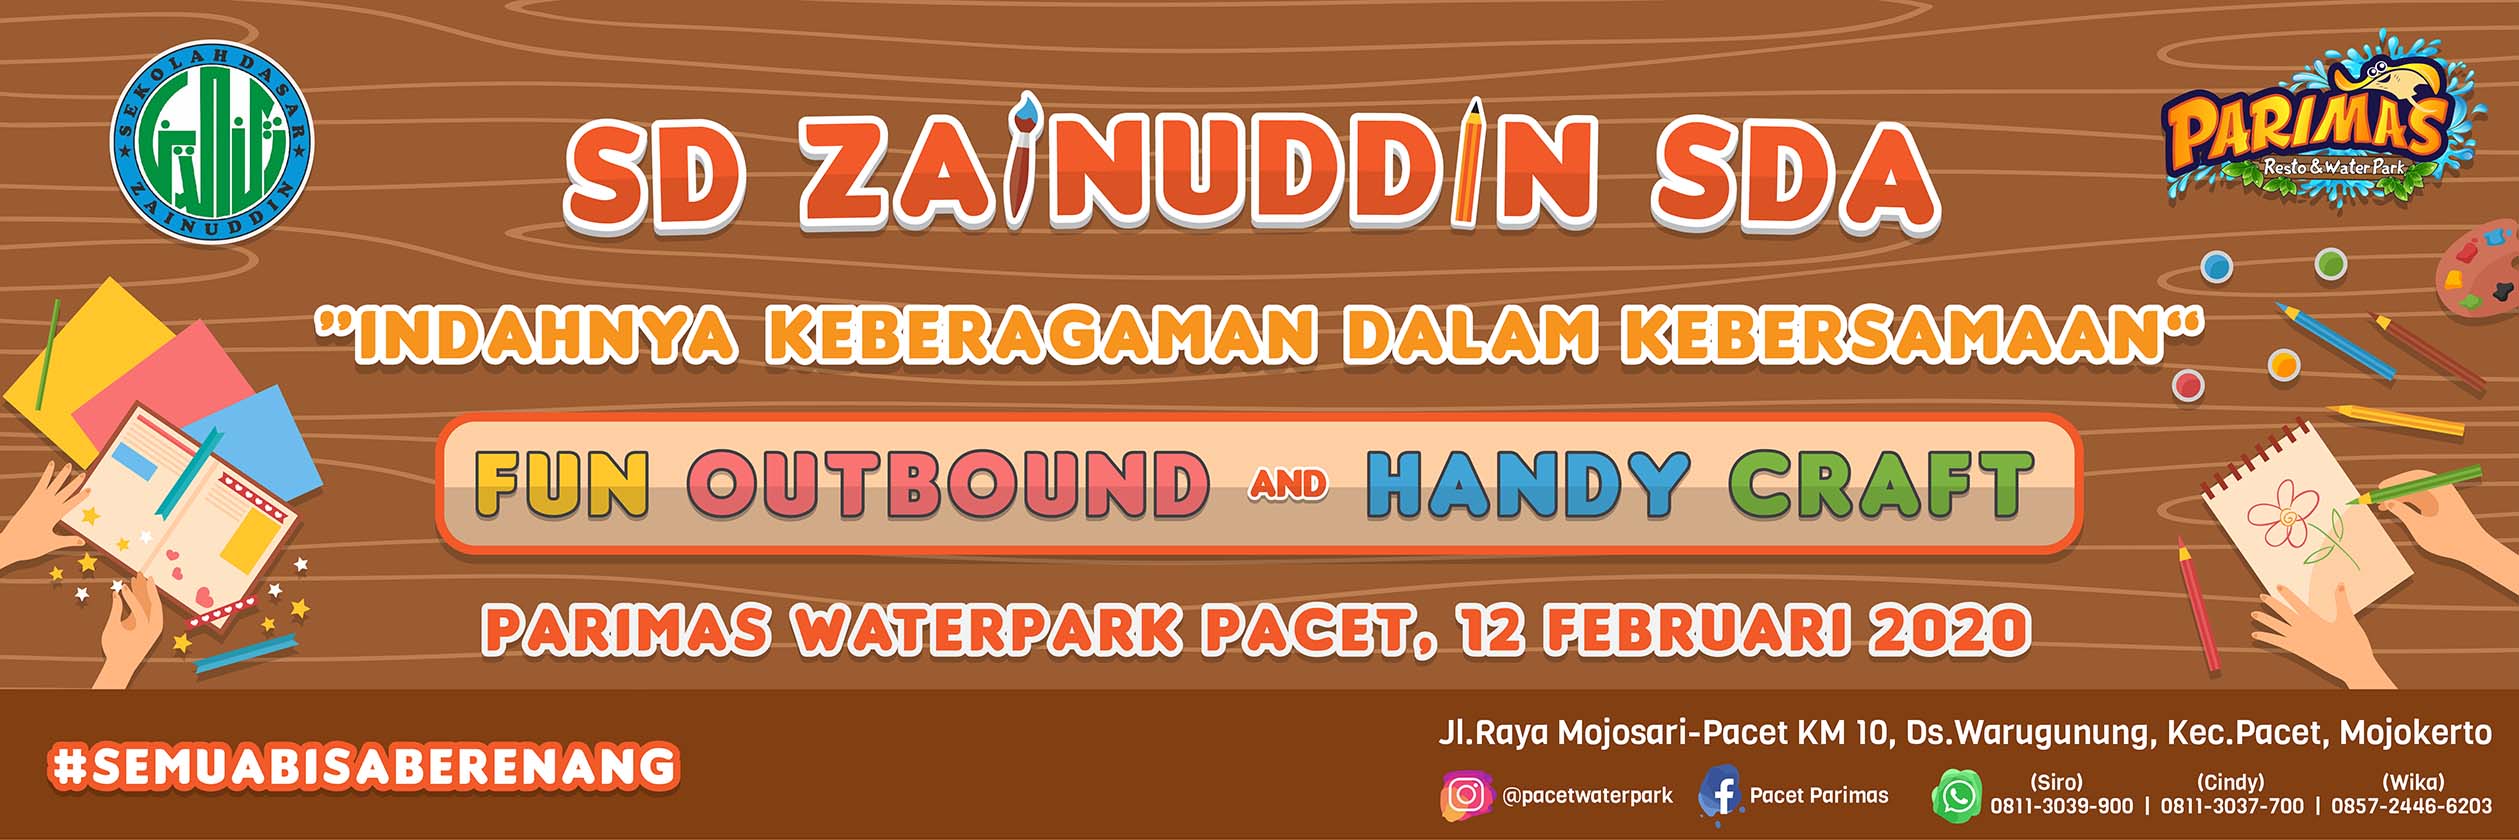 SEKOLAH DASAR
ZAINUDDIN
PARIMAS
Resto & Water Park
SD ZAINUDDIN SDA
”INDAHNYA KEBERAGAMAN DALAM KEBERSAMAAN“
FUN OUTBOUND AND HANDY CRAFT
PARIMAS WATERPARK PACET, 12 FEBRUARI 2020
#SEMUABISABERENANG
Jl.Raya Mojosari-Pacet KM 10, Ds.Warugunung, Kec.Pacet, Mojokerto
@pacetwaterpark Pacet Parimas
(Siro) (Cindy) (Wika)
0811-3039-900 | 0811-3037-700 | 0857-2446-6203